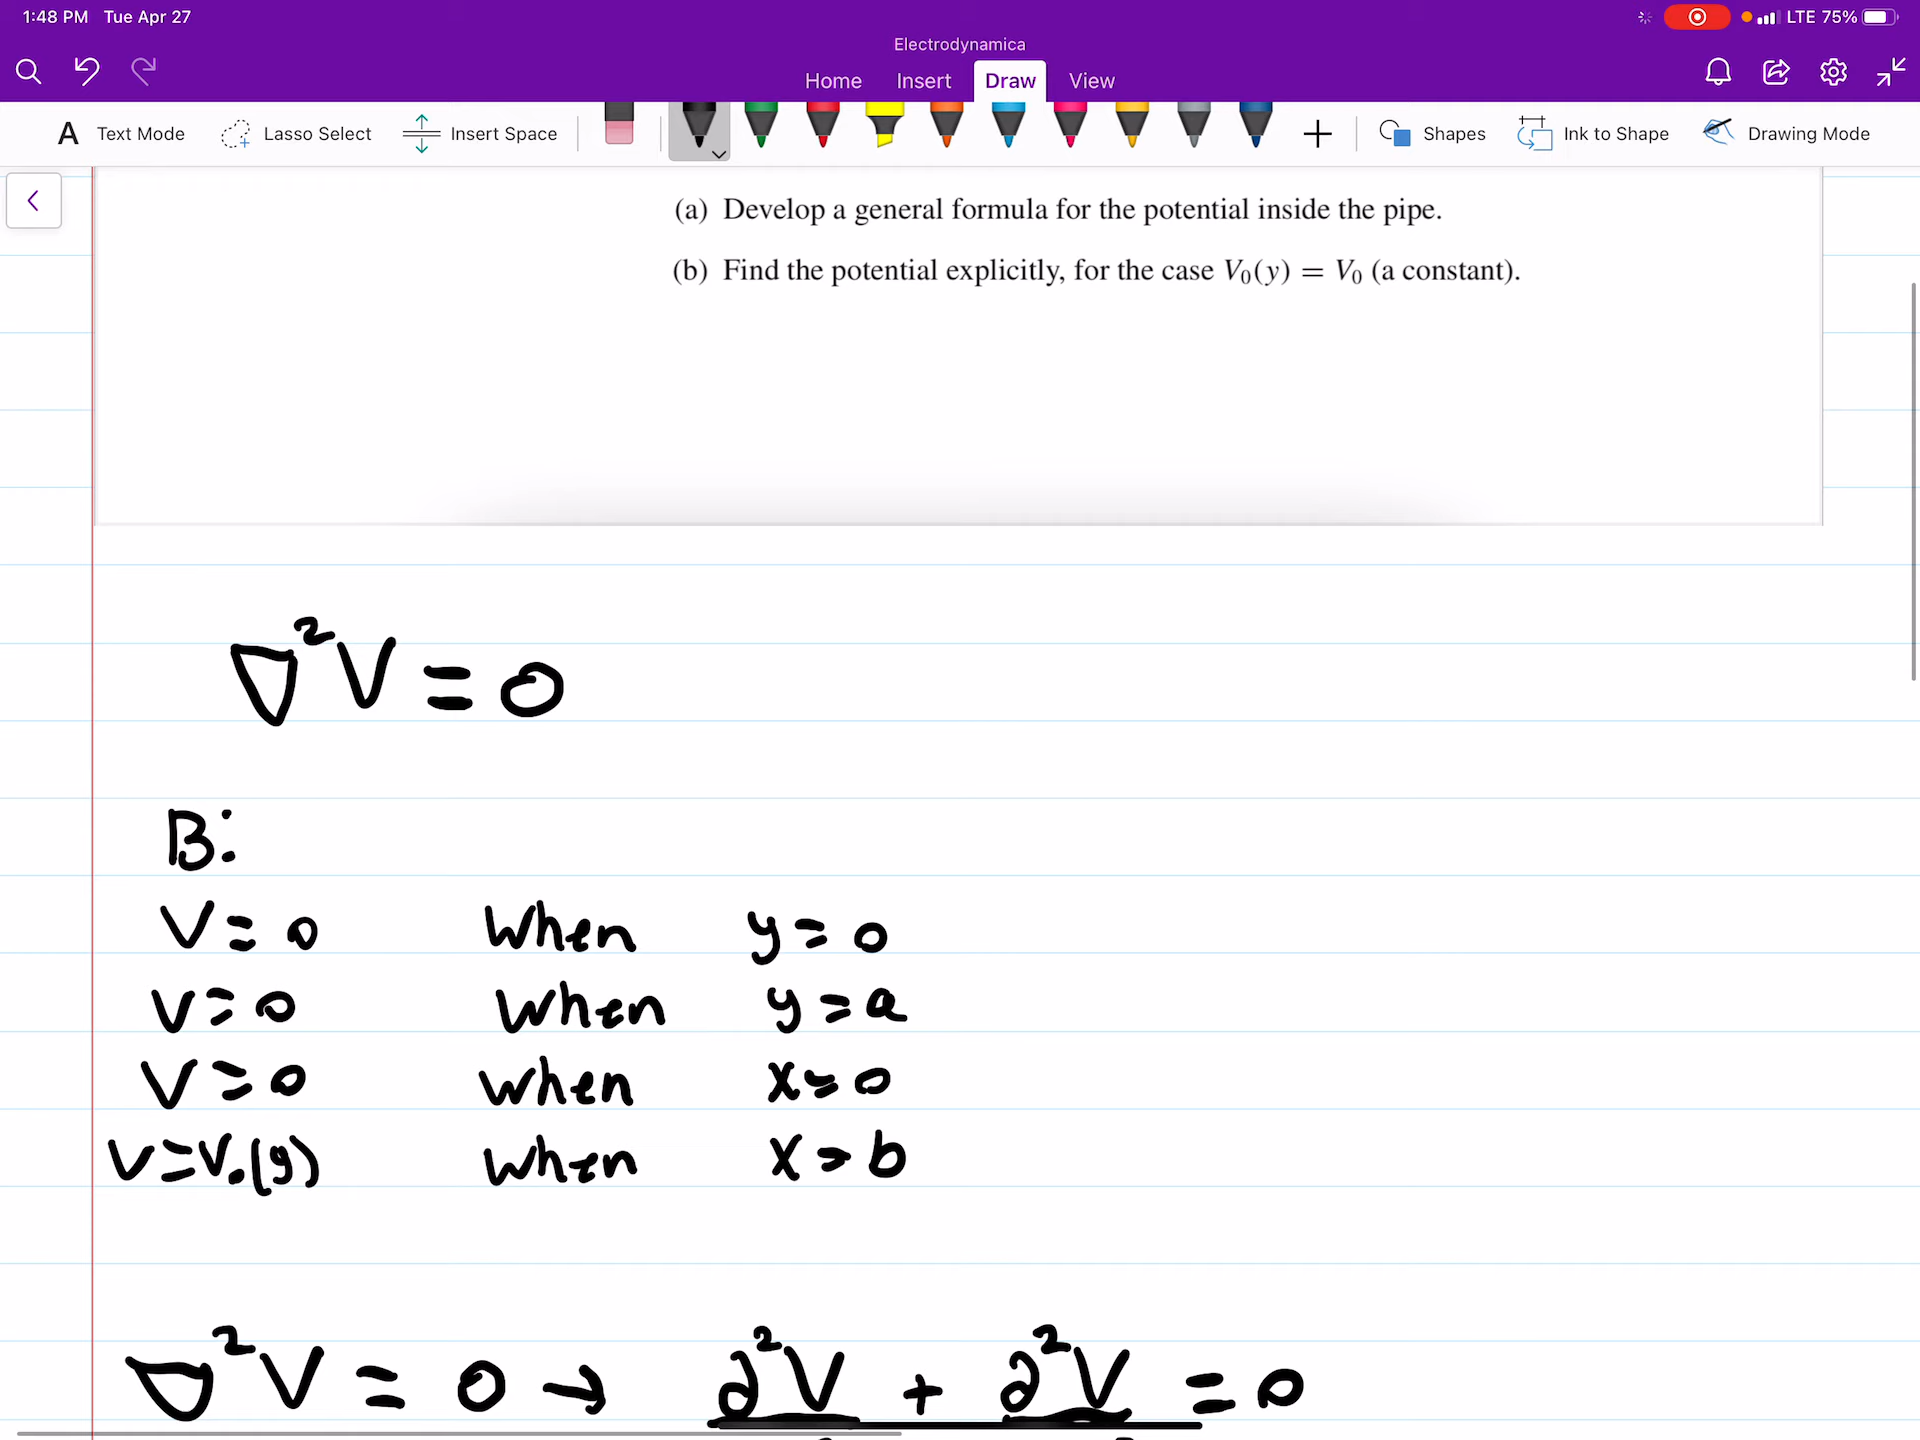 1:48 PM Tue Apr 27 LTE 75%
Electrodynamica
Home Insert Draw View
A Text Mode Lasso Select Insert Space Shapes Ink to Shape Drawing Mode
(a) Develop a general formula for the potential inside the pipe.
(b) Find the potential explicitly, for the case V₀(y) = V₀ (a constant).
∇²V = 0
B:
V = 0 when y = 0
V = 0 when y = a
V = 0 when x = 0
V = V₀(y) when x = b
∇²V = 0 → ∂²V + ∂²V = 0